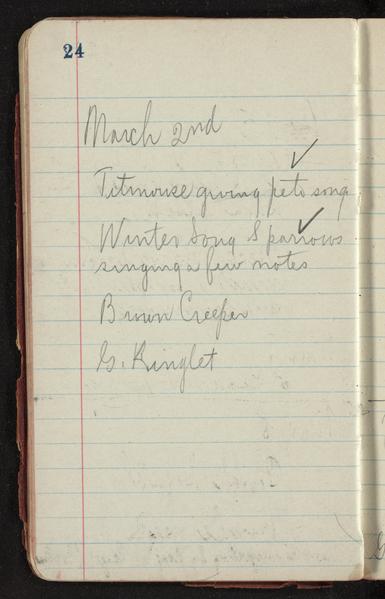 24
March 2nd
Titmouse giving peto song
Winter Song Sparrows
singing a few notes
Brown Creeper
G. Kinglet